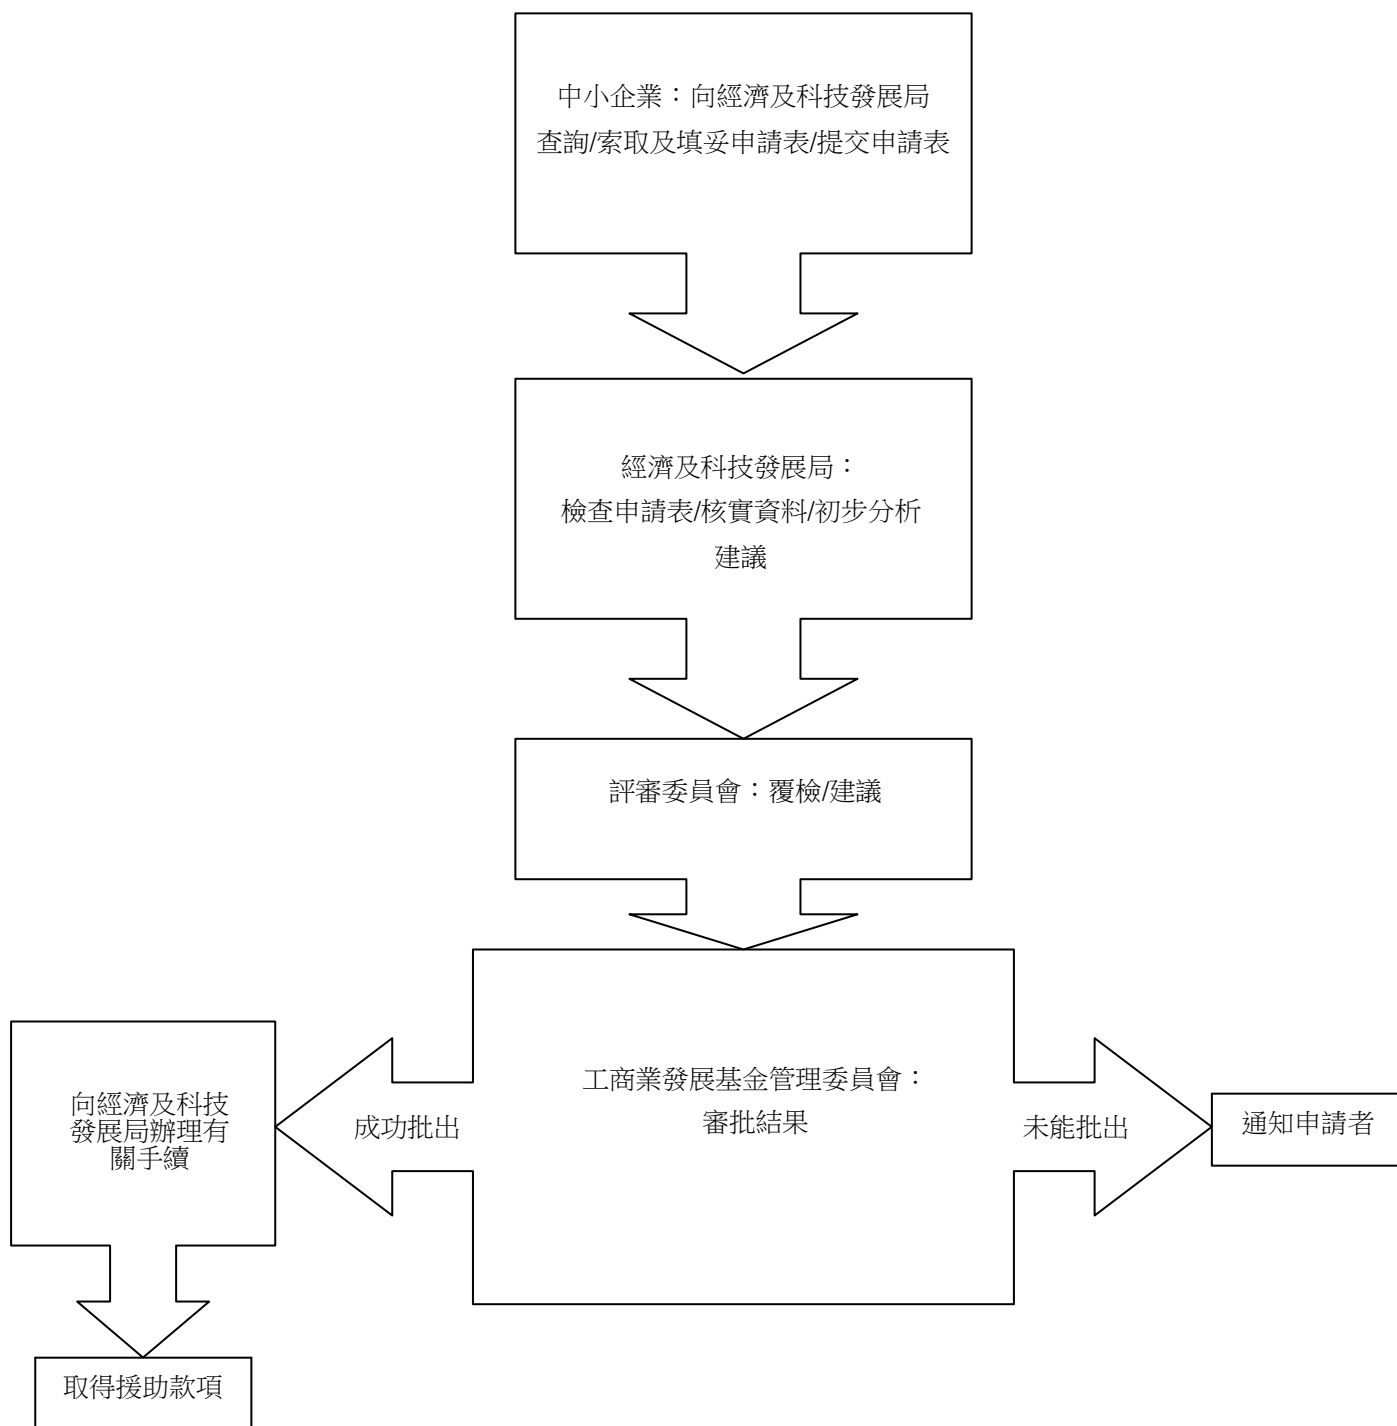 中小企業：向經濟及科技發展局
查詢/索取及填妥申請表/提交申請表
經濟及科技發展局：
檢查申請表/核實資料/初步分析
建議
評審委員會：覆檢/建議
工商業發展基金管理委員會：
審批結果
成功批出
未能批出
向經濟及科技
發展局辦理有
關手續
通知申請者
取得援助款項